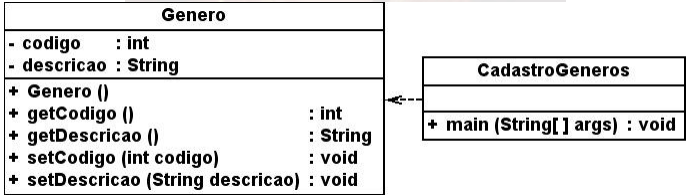 Genero
- codigo : int
- descricao : String
+ Genero ()
+ getCodigo () : int
+ getDescricao () : String
+ setCodigo (int codigo) : void
+ setDescricao (String descricao) : void
CadastroGeneros
+ main (String[ ] args) : void